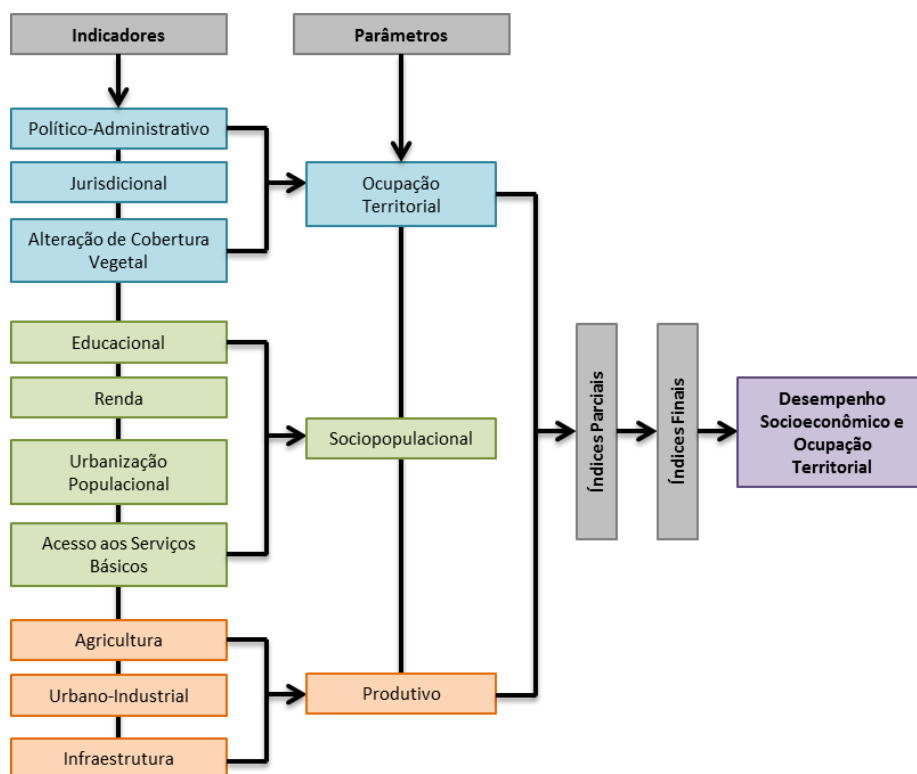 Indicadores
Parâmetros
Político-Administrativo
Jurisdicional
Alteração de Cobertura
Vegetal
Ocupação
Territorial
Educacional
Renda
Urbanização
Populacional
Acesso aos Serviços
Básicos
Sociopopulacional
Agricultura
Urbano-Industrial
Infraestrutura
Produtivo
Índices Parciais
Índices Finais
Desempenho
Socioeconômico e
Ocupação
Territorial